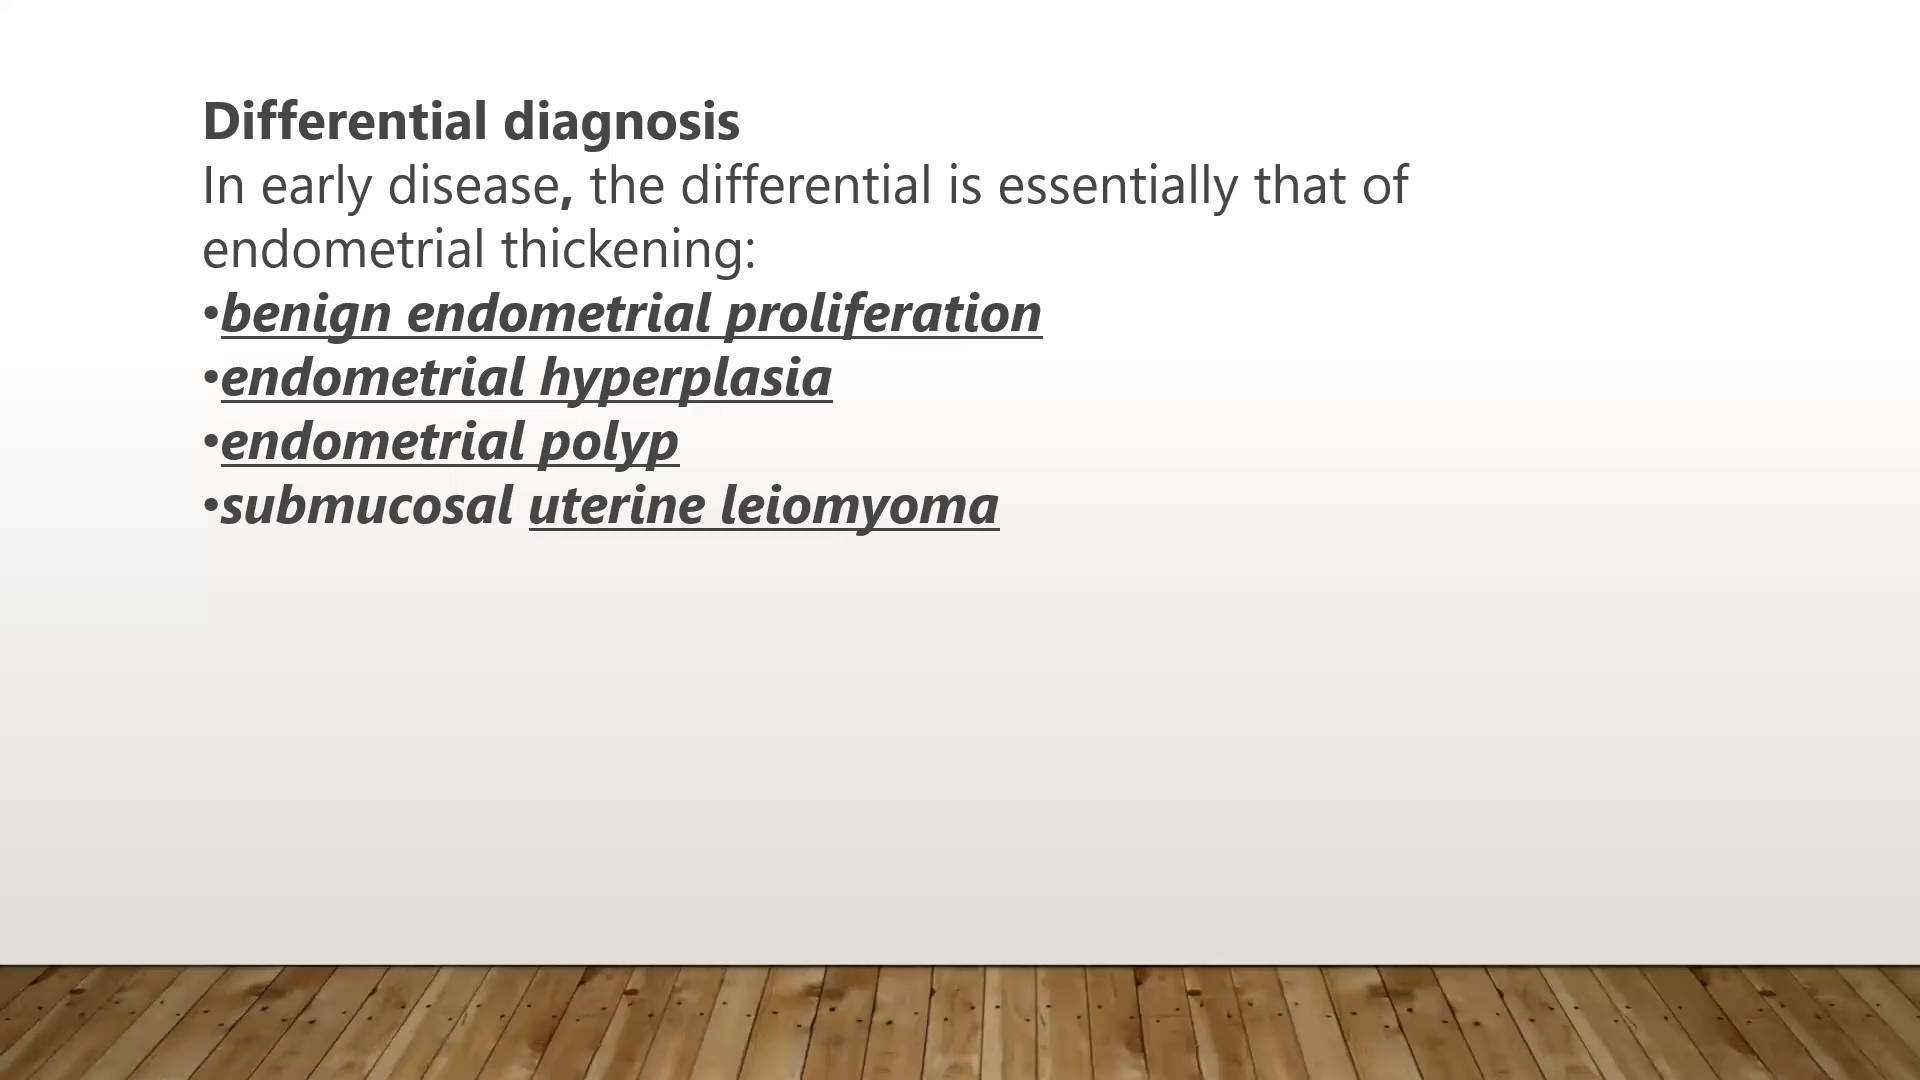 Differential diagnosis
In early disease, the differential is essentially that of
endometrial thickening:
•benign endometrial proliferation
•endometrial hyperplasia
•endometrial polyp
•submucosal uterine leiomyoma